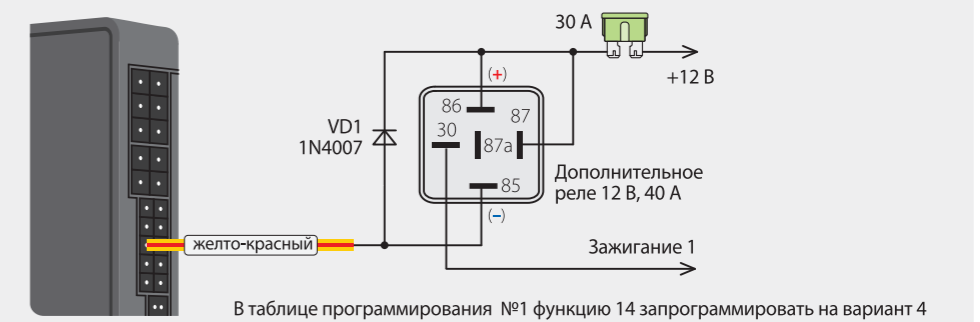 30 А
+12 В
(+)
86
87
VD1
1N4007
30
87а
Дополнительное
реле 12 В, 40 А
85
(–)
желто-красный
Зажигание 1
В таблице программирования №1 функцию 14 запрограммировать на вариант 4